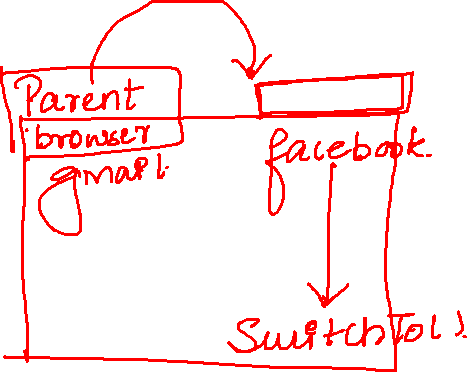 Parent
browser
gmail.
facebook.
SwitchTo( ).